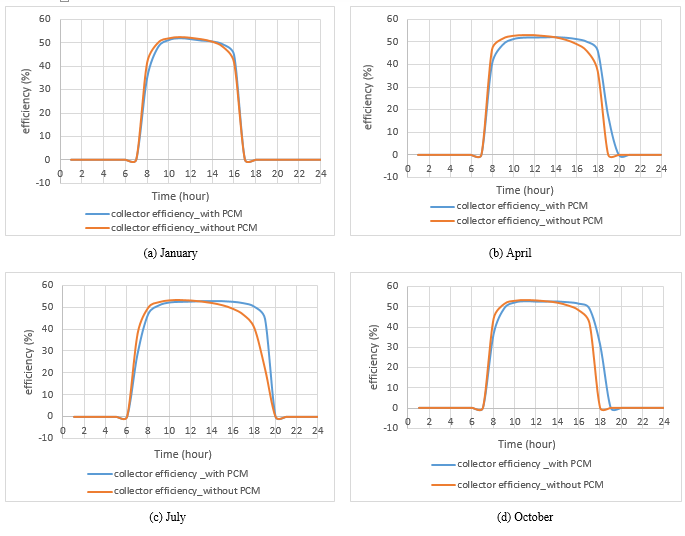 60
50
40
30
20
10
0
-10
efficiency (%)
0 2 4 6 8 10 12 14 16 18 20 22 24
Time (hour)
collector efficiency_with PCM
collector efficiency_without PCM
(a) January
60
50
40
30
20
10
0
-10
efficiency (%)
0 2 4 6 8 10 12 14 16 18 20 22 24
Time (hour)
collector efficiency_with PCM
collector efficiency_without PCM
(b) April
60
50
40
30
20
10
0
-10
efficiency (%)
0 2 4 6 8 10 12 14 16 18 20 22 24
Time (hour)
collector efficiency _with PCM
collector efficiency_without PCM
(c) July
60
50
40
30
20
10
0
-10
efficiency (%)
0 2 4 6 8 10 12 14 16 18 20 22 24
Time (hour)
collector efficiency _with PCM
collector efficiency_without PCM
(d) October